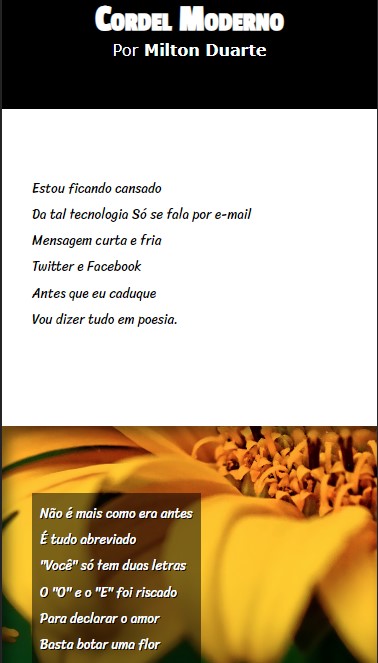 Cordel Moderno
Por Milton Duarte
Estou ficando cansado
Da tal tecnologia Só se fala por e-mail
Mensagem curta e fria
Twitter e Facebook
Antes que eu caduque
Vou dizer tudo em poesia.
Não é mais como era antes
É tudo abreviado
"Você" só tem duas letras
O "O" e o "E" foi riscado
Para declarar o amor
Basta botar uma flor